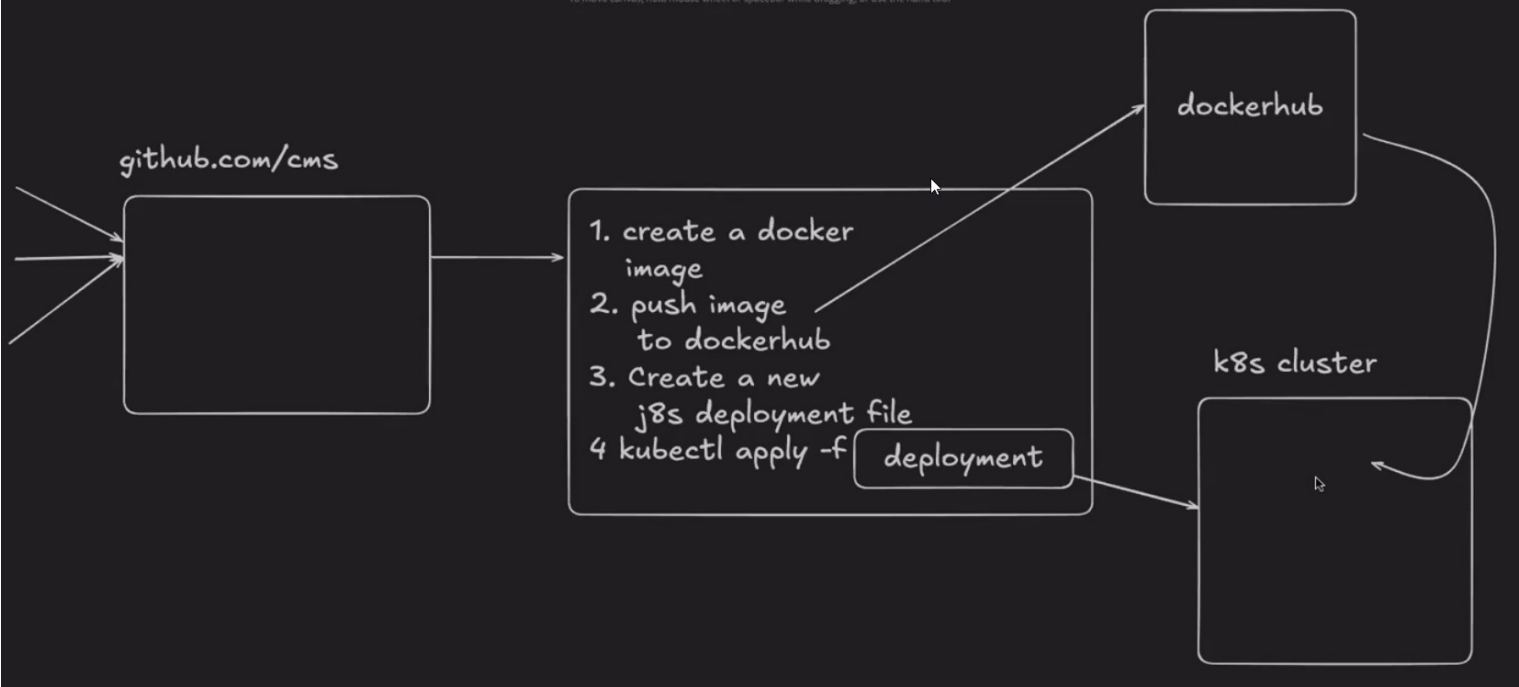 dockerhub
github.com/cms
1. create a docker
image
2. push image
to dockerhub
3. Create a new
j8s deployment file
4 kubectl apply -f
deployment
k8s cluster